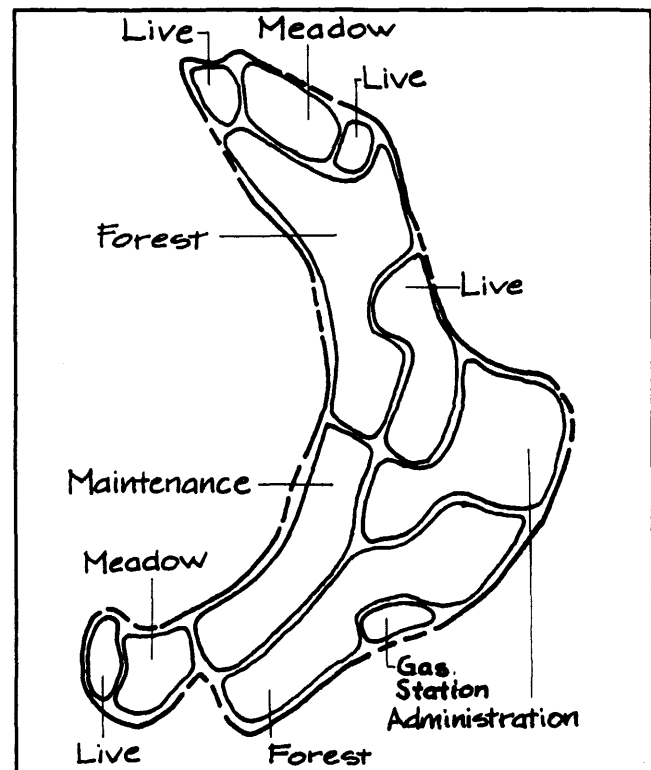 Live
Meadow
Live
Forest
Live
Maintenance
Meadow
Gas
Station
Administration
Live
Forest